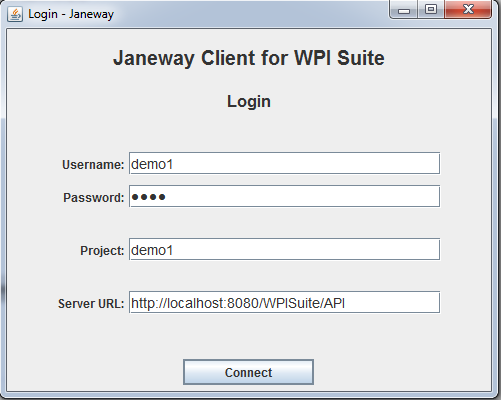 Login - Janeway
Janeway Client for WPI Suite
Login
Username: demo1
Password: ●●●●
Project: demo1
Server URL: http://localhost:8080/WPISuite/API
Connect